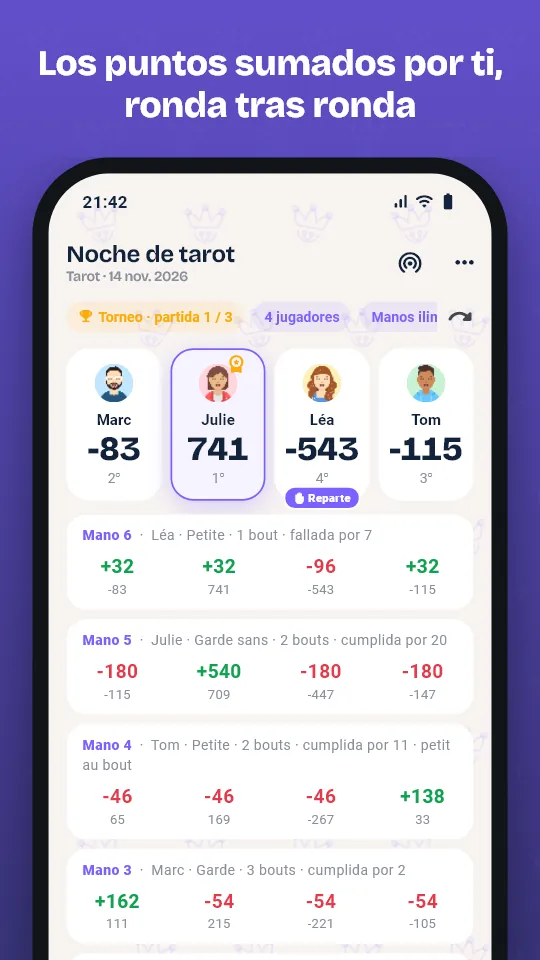 Los puntos sumados por ti,
ronda tras ronda
21:42
Noche de tarot
Tarot · 14 nov. 2026
Torneo · partida 1 / 3
4 jugadores
Manos ilin
Marc
Julie
Léa
Tom
-83
741
-543
-115
2°
1°
4°
3°
Reparte
Mano 6 · Léa · Petite · 1 bout · fallada por 7
+32
+32
-96
+32
-83
741
-543
-115
Mano 5 · Julie · Garde sans · 2 bouts · cumplida por 20
-180
+540
-180
-180
-115
709
-447
-147
Mano 4 · Tom · Petite · 2 bouts · cumplida por 11 · petit
au bout
-46
-46
-46
+138
65
169
-267
33
Mano 3 · Marc · Garde · 3 bouts · cumplida por 2
+162
-54
-54
-54
111
215
-221
-105